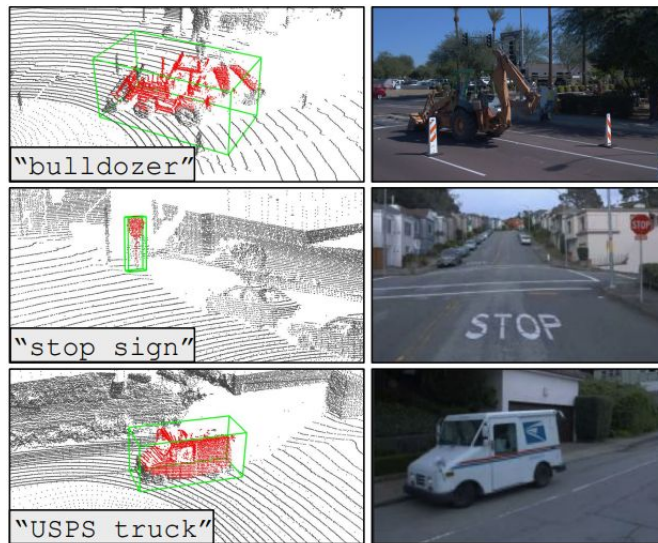 "bulldozer"
"stop sign"
STOP
STOP
"USPS truck"